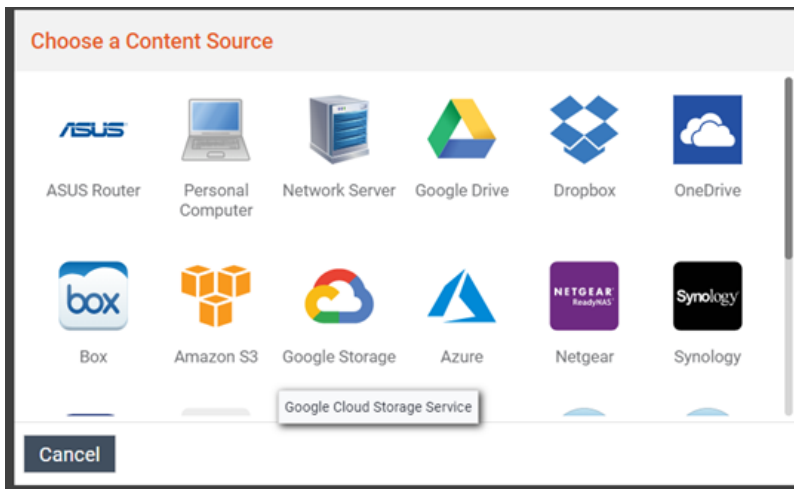 Choose a Content Source
ASUS
ASUS Router
Personal
Computer
Network Server
Google Drive
Dropbox
OneDrive
box
NETGEAR
ReadyNAS
Synology
Box
Amazon S3
Google Storage
Azure
Netgear
Synology
Google Cloud Storage Service
Cancel